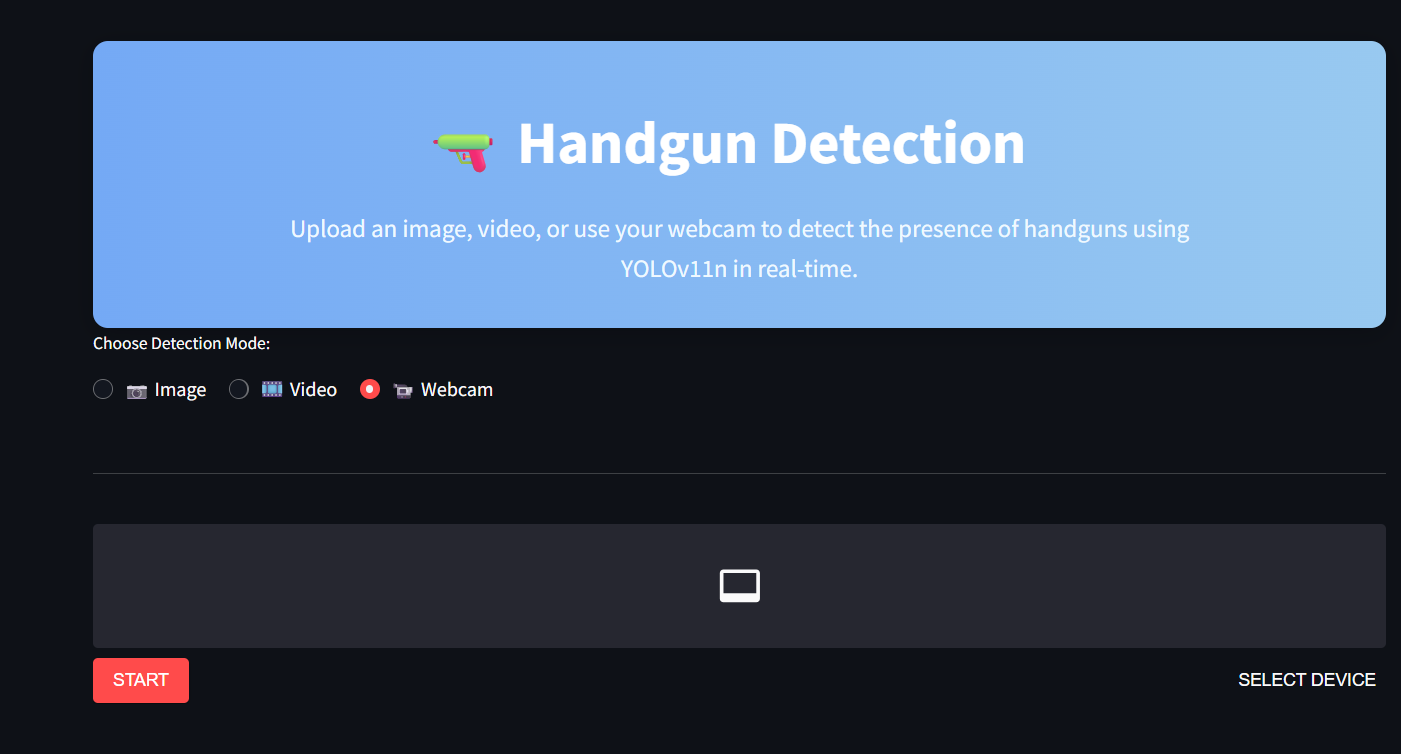 Handgun Detection
Upload an image, video, or use your webcam to detect the presence of handguns using
YOLOv11n in real-time.
Choose Detection Mode:
Image Video Webcam
START SELECT DEVICE